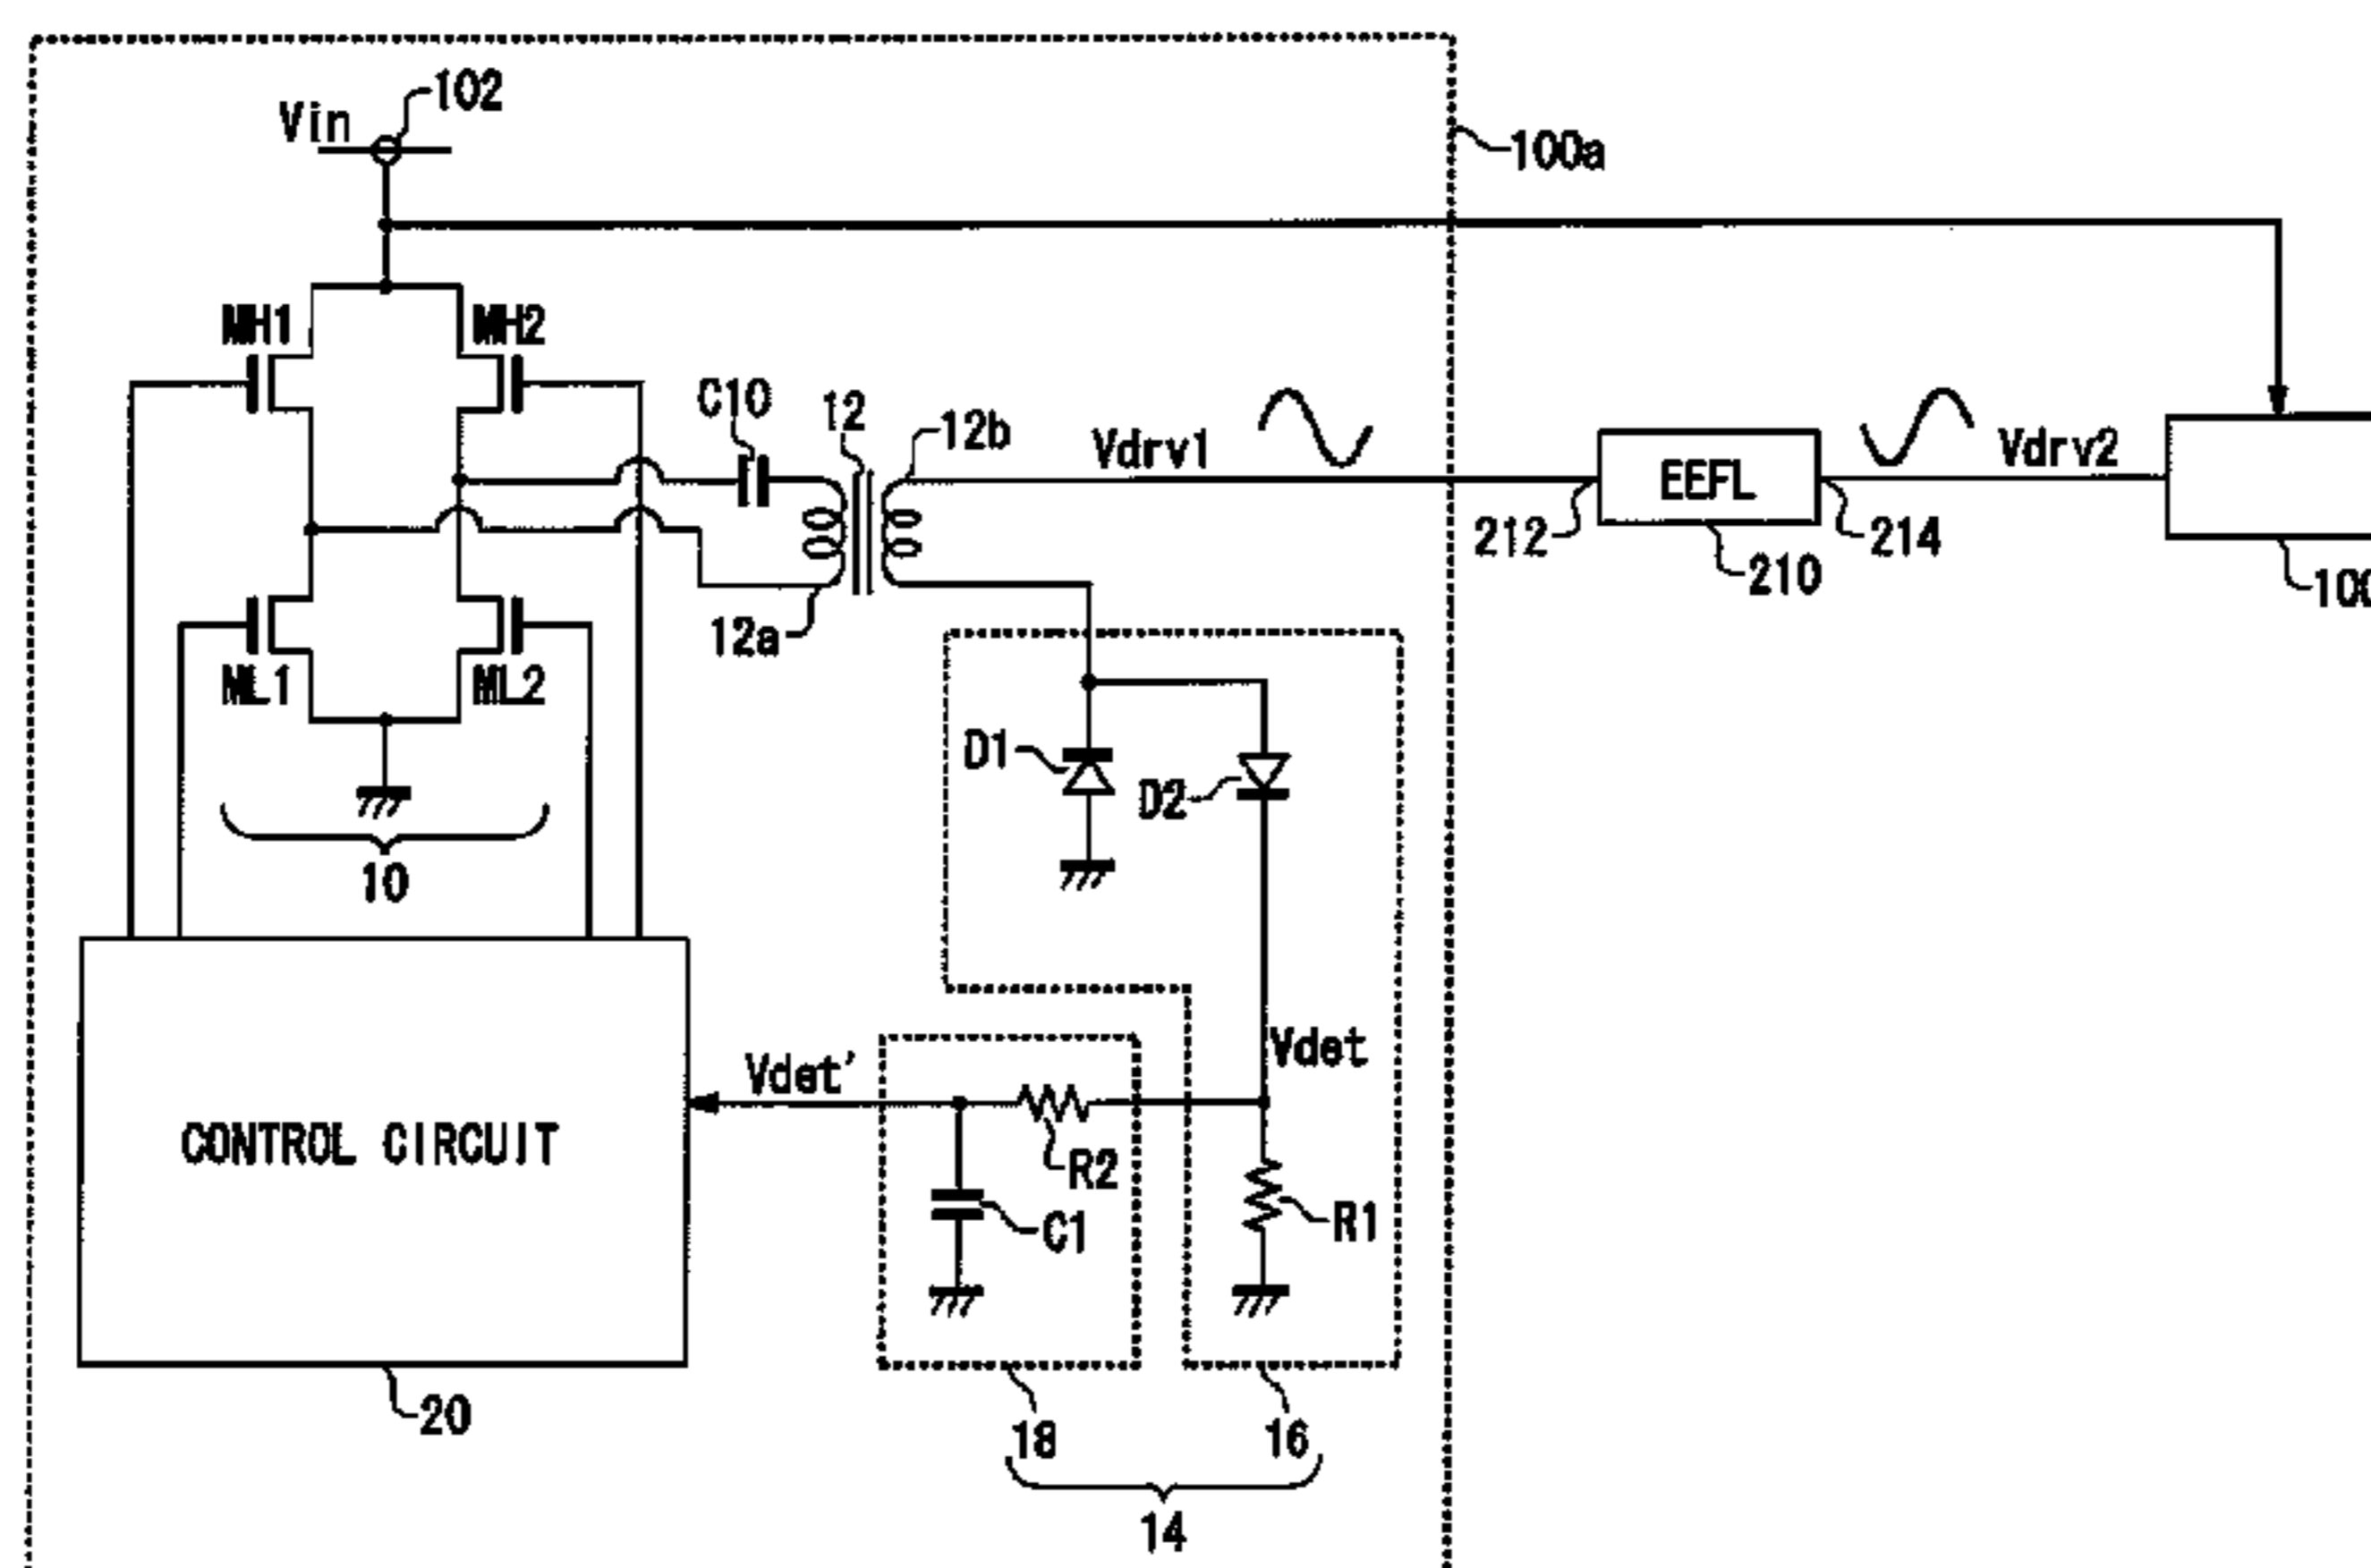 102
Vin
100a
MH1
MH2
C10
12
12b
Vdrv1
EEFL
Vdrv2
212
214
210
100
12a
ML1
ML2
D1
D2
10
Vdet
Vdet'
CONTROL CIRCUIT
R2
R1
C1
20
18
16
14